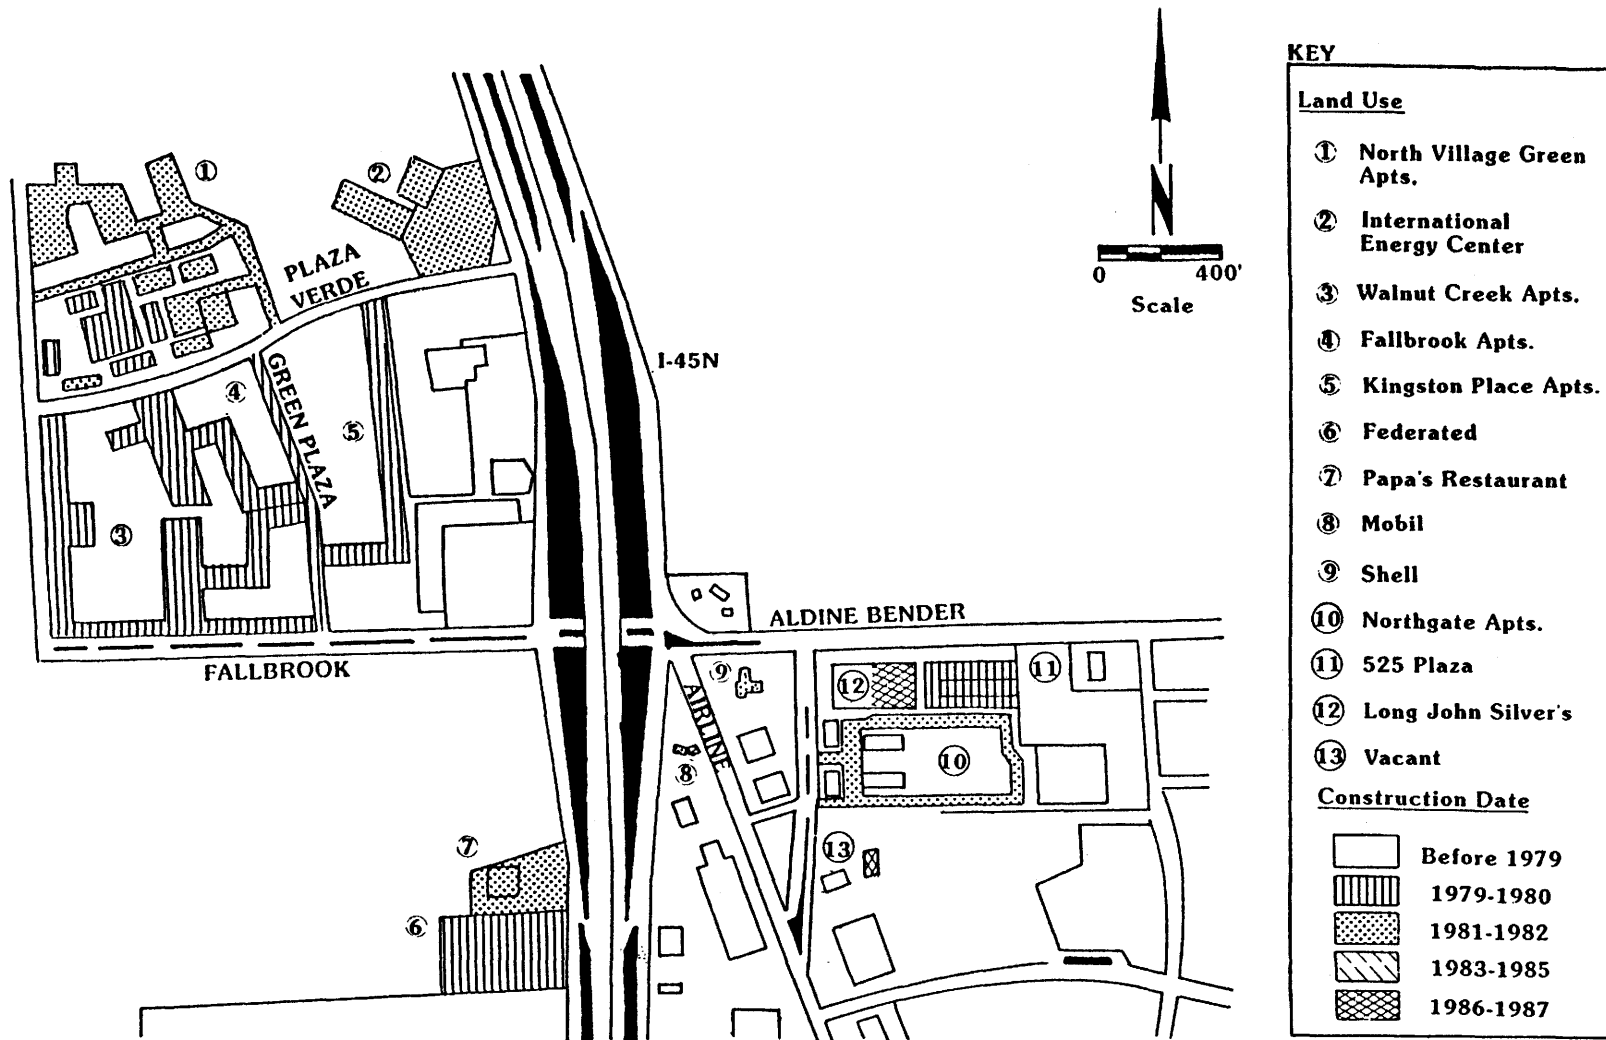 KEY
Land Use
① North Village Green
Apts.
② International
Energy Center
③ Walnut Creek Apts.
④ Fallbrook Apts.
⑤ Kingston Place Apts.
⑥ Federated
⑦ Papa's Restaurant
⑧ Mobil
⑨ Shell
⑩ Northgate Apts.
⑪ 525 Plaza
⑫ Long John Silver's
⑬ Vacant
Construction Date
Before 1979
1979-1980
1981-1982
1983-1985
1986-1987
N
0 400'
Scale
①
②
PLAZA
VERDE
I-45N
GREEN PLAZA
④
⑤
③
ALDINE BENDER
FALLBROOK
AIRLINE
⑨
⑫
⑪
⑧
⑩
⑦
⑬
⑥